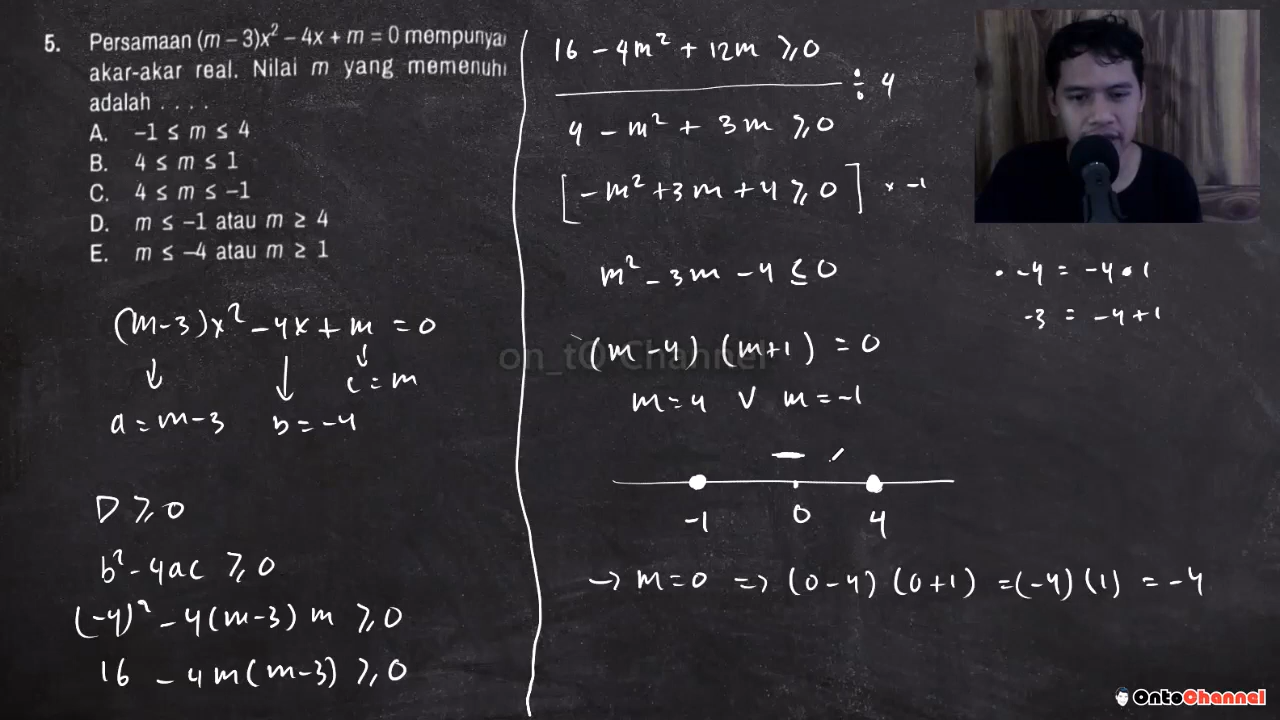 5. Persamaan (m – 3)x² – 4x + m = 0 mempunyai
akar-akar real. Nilai m yang memenuhi
adalah . . . .
A. –1 ≤ m ≤ 4
B. 4 ≤ m ≤ 1
C. 4 ≤ m ≤ –1
D. m ≤ –1 atau m ≥ 4
E. m ≤ –4 atau m ≥ 1
(m-3)x² - 4x + m = 0
c = m
a = m-3 b = -4
D ≥ 0
b² - 4ac ≥ 0
(-4)² - 4(m-3) m ≥ 0
16 - 4m(m-3) ≥ 0
16 - 4m² + 12m ≥ 0
÷ 4
4 - m² + 3m ≥ 0
[-m² + 3m + 4 ≥ 0] × -1
m² - 3m - 4 ≤ 0
• -4 = -4 • 1
-3 = -4 + 1
(m-4) (m+1) = 0
m = 4 ∨ m = -1
-
-1 0 4
→ m = 0 => (0-4) (0+1) = (-4) (1) = -4
on_tO Channel
OntoChannel